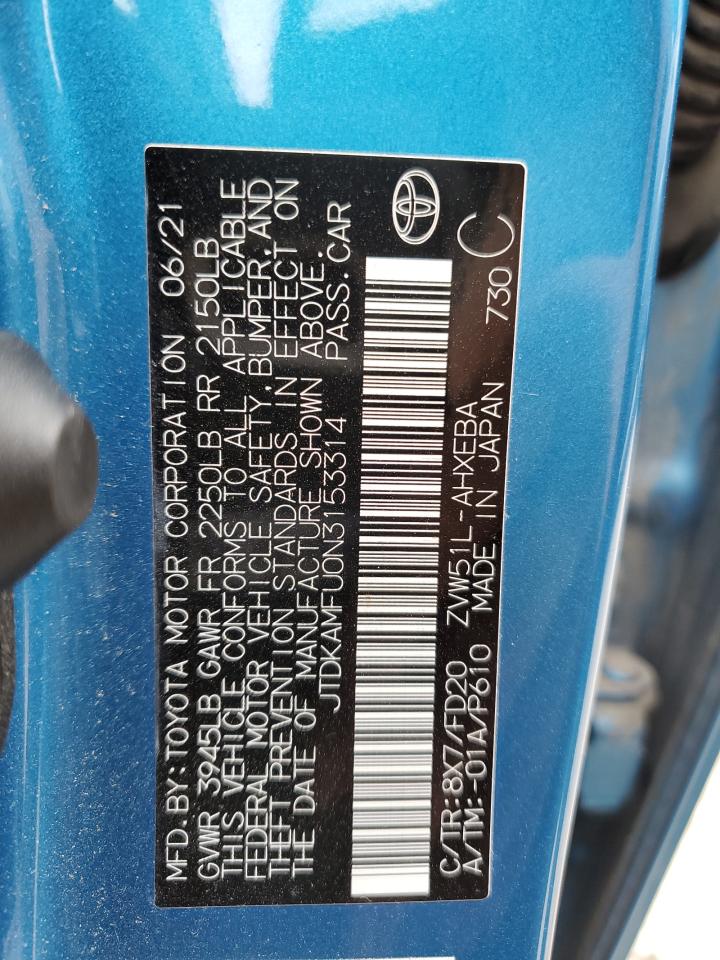 MFD.BY:TOYOTA MOTOR CORPORATION 06/21
GVWR 3945LB GAWR FR 2250LB RR 2150LB
THIS VEHICLE CONFORMS TO ALL APPLICABLE
FEDERAL MOTOR VEHICLE SAFETY,BUMPER,AND
THEFT PREVENTION STANDARDS IN EFFECT ON
THE DATE OF MANUFACTURE SHOWN ABOVE.
JTDKAMFU0N3153314 PASS.CAR
C/TR:8X7/FD20 ZVW51L-AHXEBA
A/TM:-01A/P610 MADE IN JAPAN 730 C